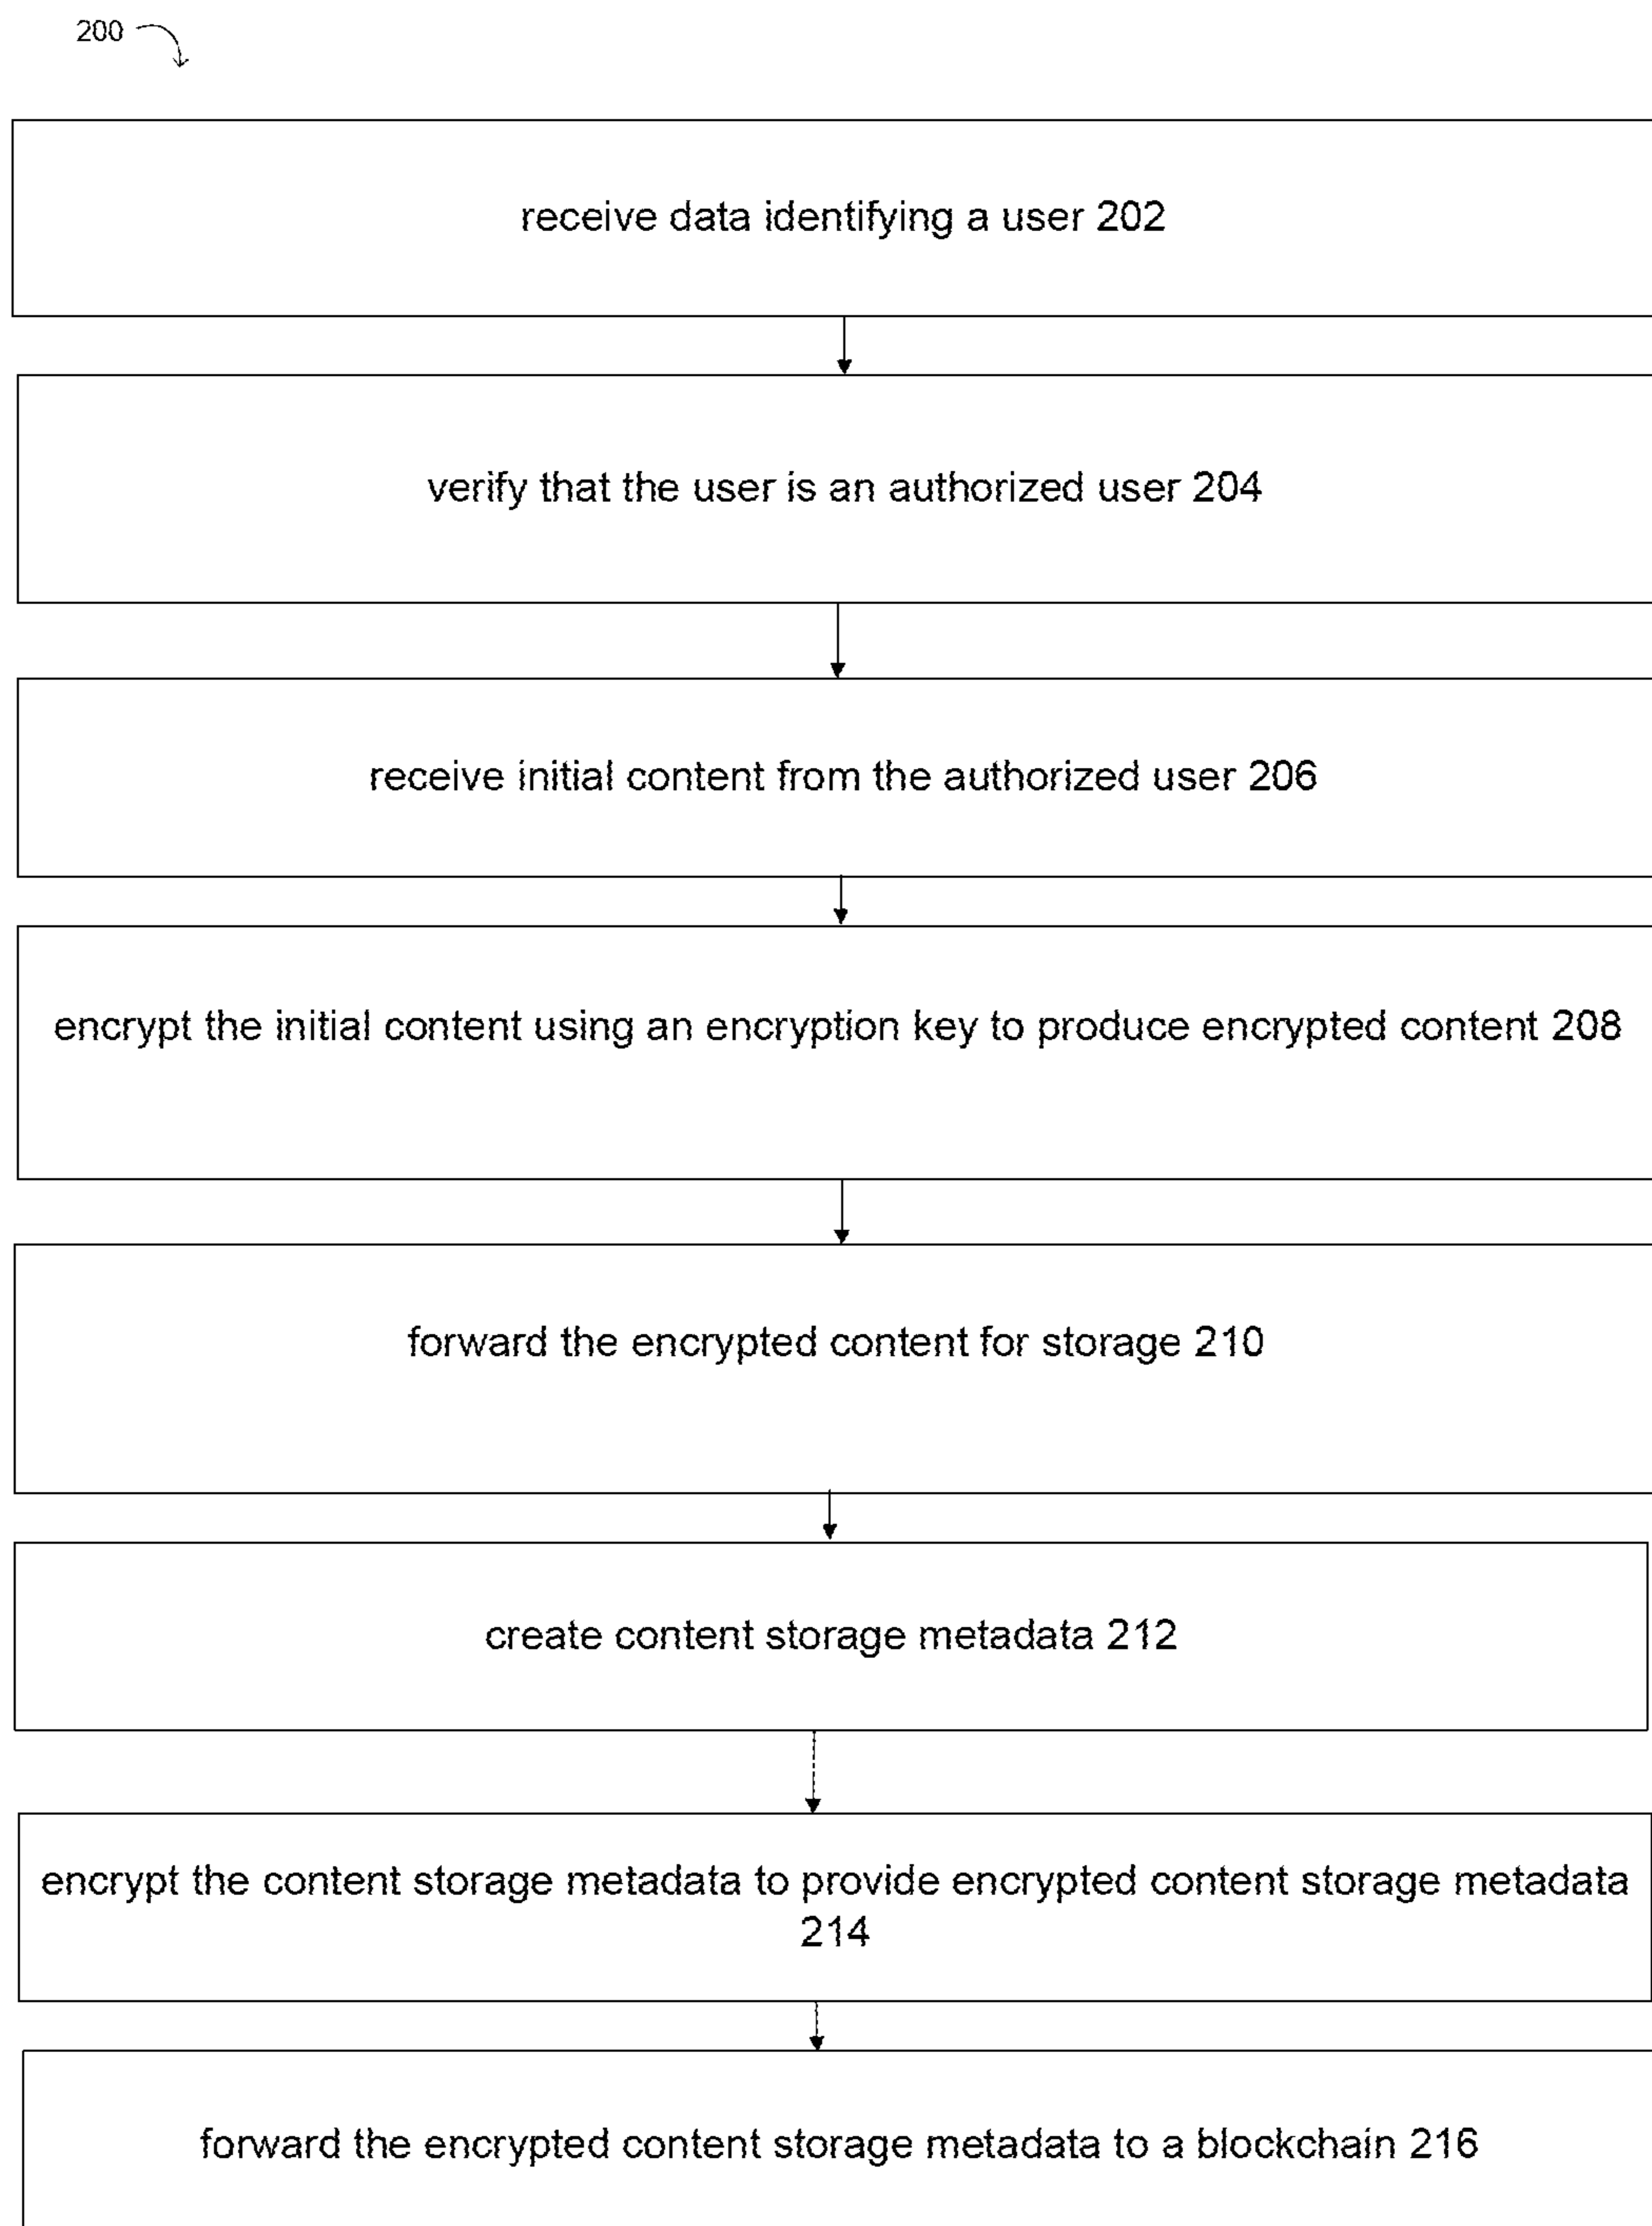 200
receive data identifying a user 202
verify that the user is an authorized user 204
receive initial content from the authorized user 206
encrypt the initial content using an encryption key to produce encrypted content 208
forward the encrypted content for storage 210
create content storage metadata 212
encrypt the content storage metadata to provide encrypted content storage metadata
214
forward the encrypted content storage metadata to a blockchain 216